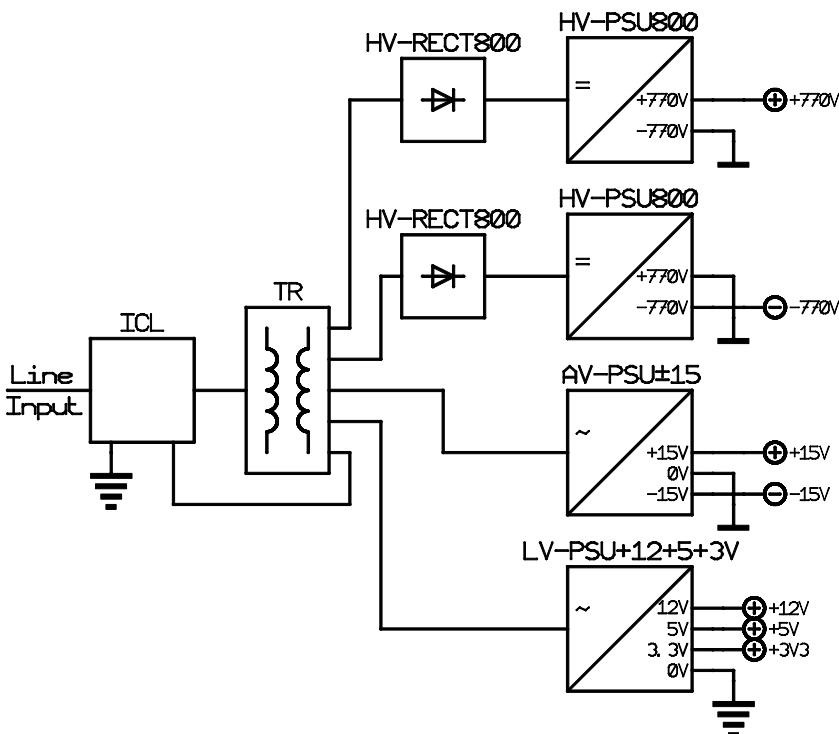 HV-PSU800
HV-RECT800
=
+770V
+770V
-770V
HV-PSU800
HV-RECT800
=
+770V
-770V
-770V
TR
ICL
Line
Input
AV-PSU±15
~
+15V
+15V
0V
-15V
-15V
LV-PSU+12+5+3V
~
12V
+12V
5V
+5V
3.3V
+3V3
0V